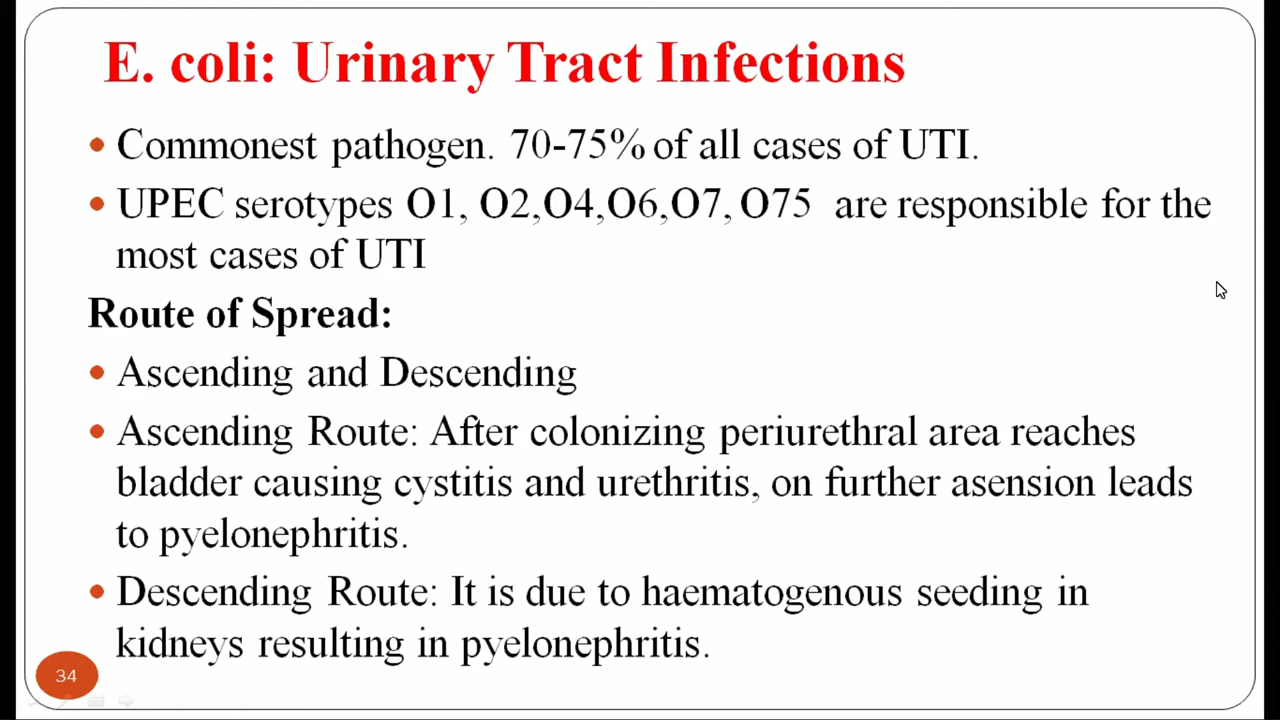 E. coli: Urinary Tract Infections
• Commonest pathogen. 70-75% of all cases of UTI.
• UPEC serotypes O1, O2,O4,O6,O7, O75 are responsible for the
most cases of UTI
Route of Spread:
• Ascending and Descending
• Ascending Route: After colonizing periurethral area reaches
bladder causing cystitis and urethritis, on further asension leads
to pyelonephritis.
• Descending Route: It is due to haematogenous seeding in
kidneys resulting in pyelonephritis.
34